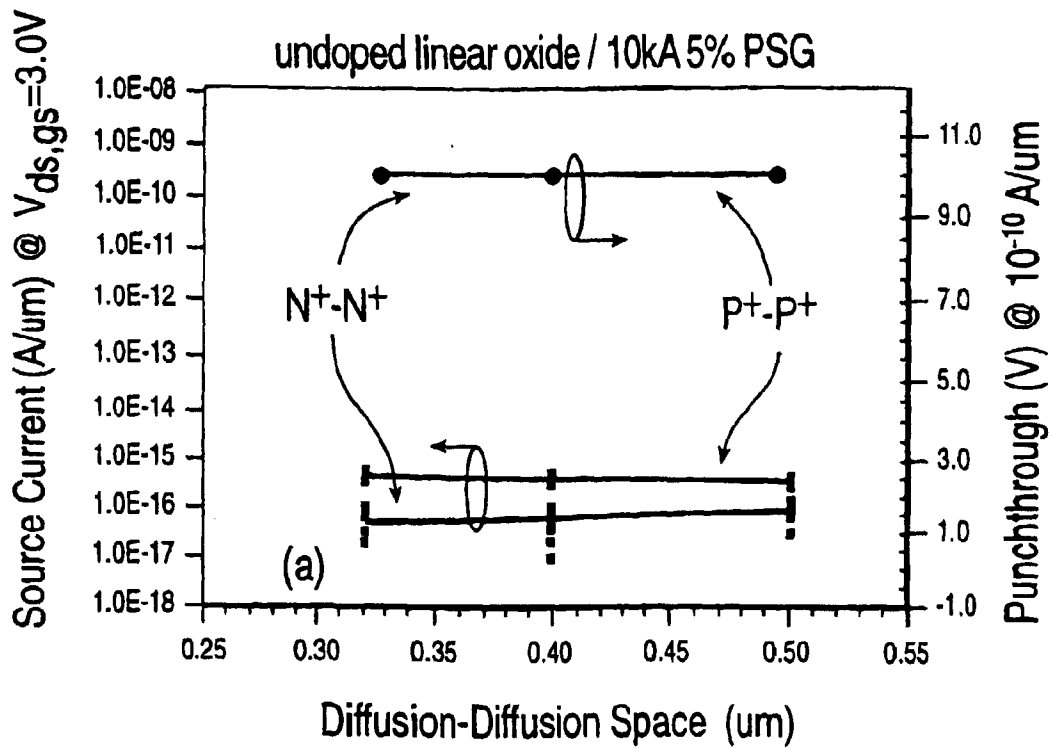 undoped linear oxide / 10kA 5% PSG
Source Current (A/um) @ Vds,gs=3.0V
1.0E-08
1.0E-09
1.0E-10
1.0E-11
1.0E-12
1.0E-13
1.0E-14
1.0E-15
1.0E-16
1.0E-17
1.0E-18
N+-N+
P+-P+
(a)
11.0
9.0
7.0
5.0
3.0
1.0
-1.0
Punchthrough (V) @ 10-10 A/um
0.25 0.30 0.35 0.40 0.45 0.50 0.55
Diffusion-Diffusion Space (um)